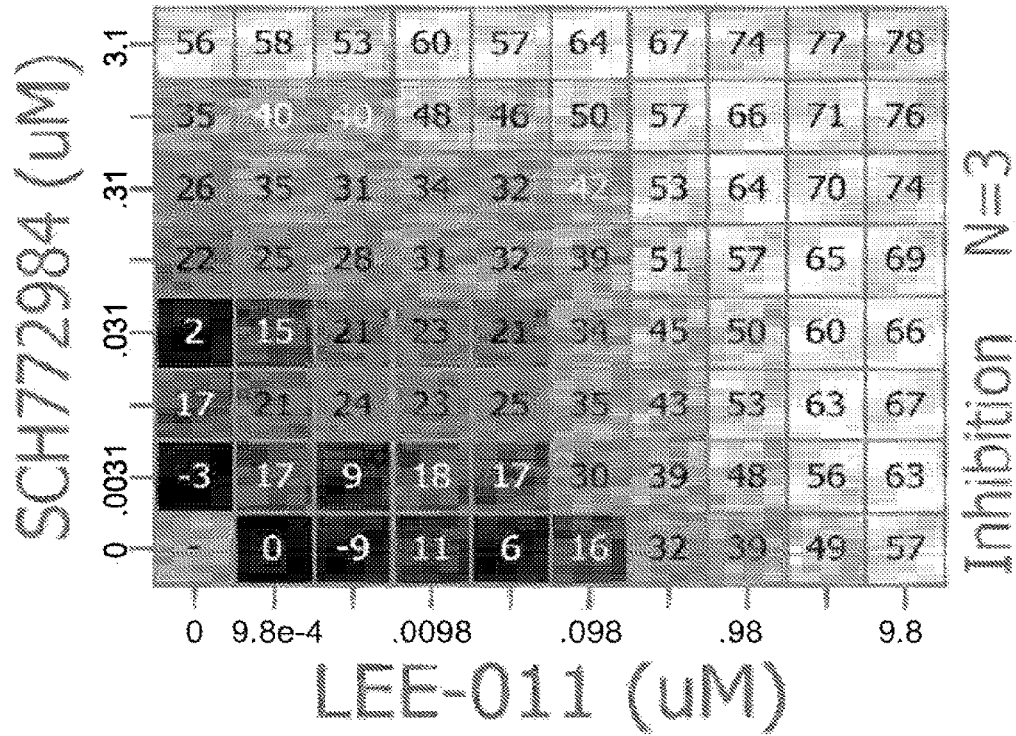 SCH772984 (uM)
3.1 56 58 53 60 57 64 67 74 77 78
35 40 40 48 46 50 57 66 71 76
.31 26 35 31 34 32 42 53 64 70 74
22 25 28 31 32 39 51 57 65 69
.031 2 15 21 23 21 34 45 50 60 66
17 21 24 23 25 35 43 53 63 67
.0031 -3 17 9 18 17 30 39 48 56 63
0 - 0 -9 11 6 16 32 49 57
0 9.8e-4 .0098 .098 .98 9.8
LEE-011 (uM)
Inhibition N=3